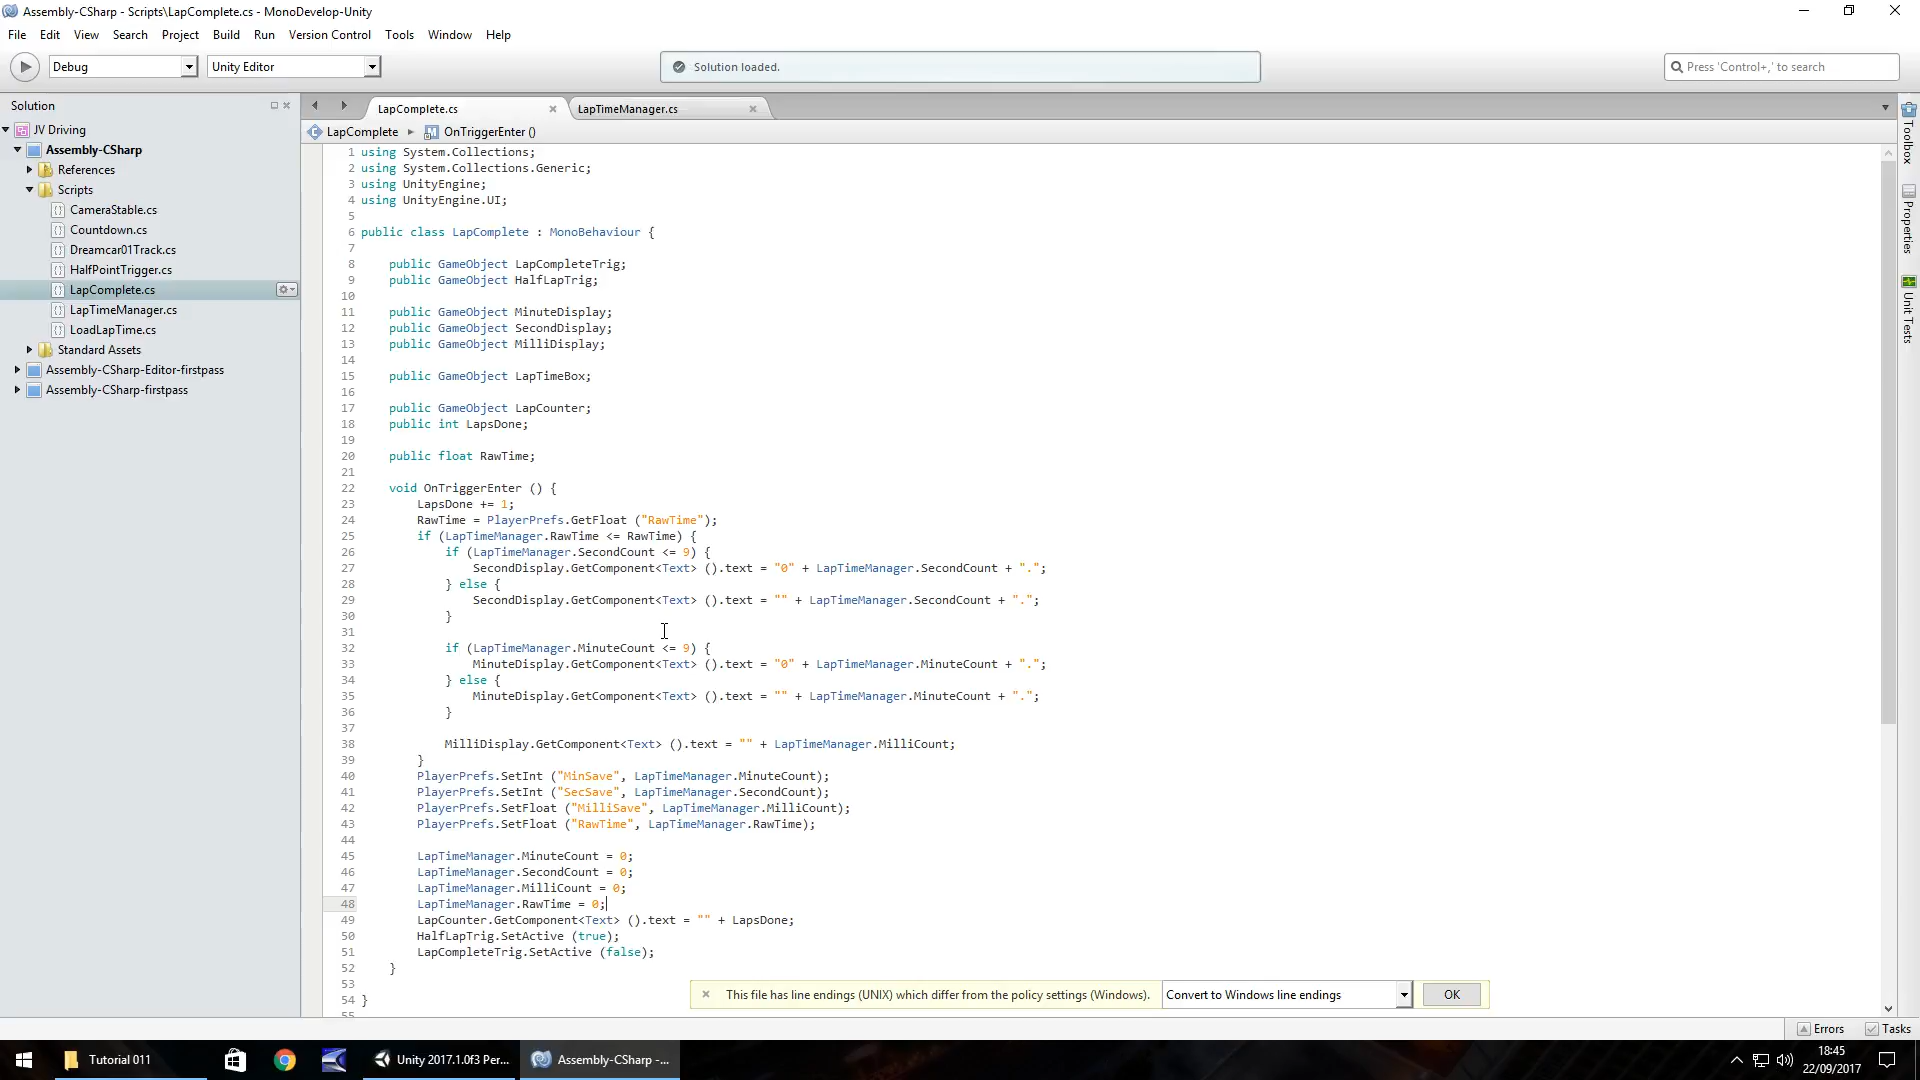 Assembly-CSharp - Scripts\LapComplete.cs - MonoDevelop-Unity
File Edit View Search Project Build Run Version Control Tools Window Help
Debug Unity Editor Solution loaded. Press 'Control+,' to search
Solution
JV Driving
Assembly-CSharp
References
Scripts
CameraStable.cs
Countdown.cs
Dreamcar01Track.cs
HalfPointTrigger.cs
LapComplete.cs
LapTimeManager.cs
LoadLapTime.cs
Standard Assets
Assembly-CSharp-Editor-firstpass
Assembly-CSharp-firstpass
LapComplete.cs LapTimeManager.cs
LapComplete OnTriggerEnter ()
1 using System.Collections;
2 using System.Collections.Generic;
3 using UnityEngine;
4 using UnityEngine.UI;
5
6 public class LapComplete : MonoBehaviour {
7
8 public GameObject LapCompleteTrig;
9 public GameObject HalfLapTrig;
10
11 public GameObject MinuteDisplay;
12 public GameObject SecondDisplay;
13 public GameObject MilliDisplay;
14
15 public GameObject LapTimeBox;
16
17 public GameObject LapCounter;
18 public int LapsDone;
19
20 public float RawTime;
21
22 void OnTriggerEnter () {
23 LapsDone += 1;
24 RawTime = PlayerPrefs.GetFloat ("RawTime");
25 if (LapTimeManager.RawTime <= RawTime) {
26 if (LapTimeManager.SecondCount <= 9) {
27 SecondDisplay.GetComponent<Text> ().text = "0" + LapTimeManager.SecondCount + ".";
28 } else {
29 SecondDisplay.GetComponent<Text> ().text = "" + LapTimeManager.SecondCount + ".";
30 }
31
32 if (LapTimeManager.MinuteCount <= 9) {
33 MinuteDisplay.GetComponent<Text> ().text = "0" + LapTimeManager.MinuteCount + ".";
34 } else {
35 MinuteDisplay.GetComponent<Text> ().text = "" + LapTimeManager.MinuteCount + ".";
36 }
37
38 MilliDisplay.GetComponent<Text> ().text = "" + LapTimeManager.MilliCount;
39 }
40 PlayerPrefs.SetInt ("MinSave", LapTimeManager.MinuteCount);
41 PlayerPrefs.SetInt ("SecSave", LapTimeManager.SecondCount);
42 PlayerPrefs.SetFloat ("MilliSave", LapTimeManager.MilliCount);
43 PlayerPrefs.SetFloat ("RawTime", LapTimeManager.RawTime);
44
45 LapTimeManager.MinuteCount = 0;
46 LapTimeManager.SecondCount = 0;
47 LapTimeManager.MilliCount = 0;
48 LapTimeManager.RawTime = 0;
49 LapCounter.GetComponent<Text> ().text = "" + LapsDone;
50 HalfLapTrig.SetActive (true);
51 LapCompleteTrig.SetActive (false);
52 }
53
54 }
55
This file has line endings (UNIX) which differ from the policy settings (Windows). Convert to Windows line endings OK
Toolbox
Properties
Unit Tests
Errors Tasks
Tutorial 011 Unity 2017.1.0f3 Per... Assembly-CSharp -...
18:45
22/09/2017